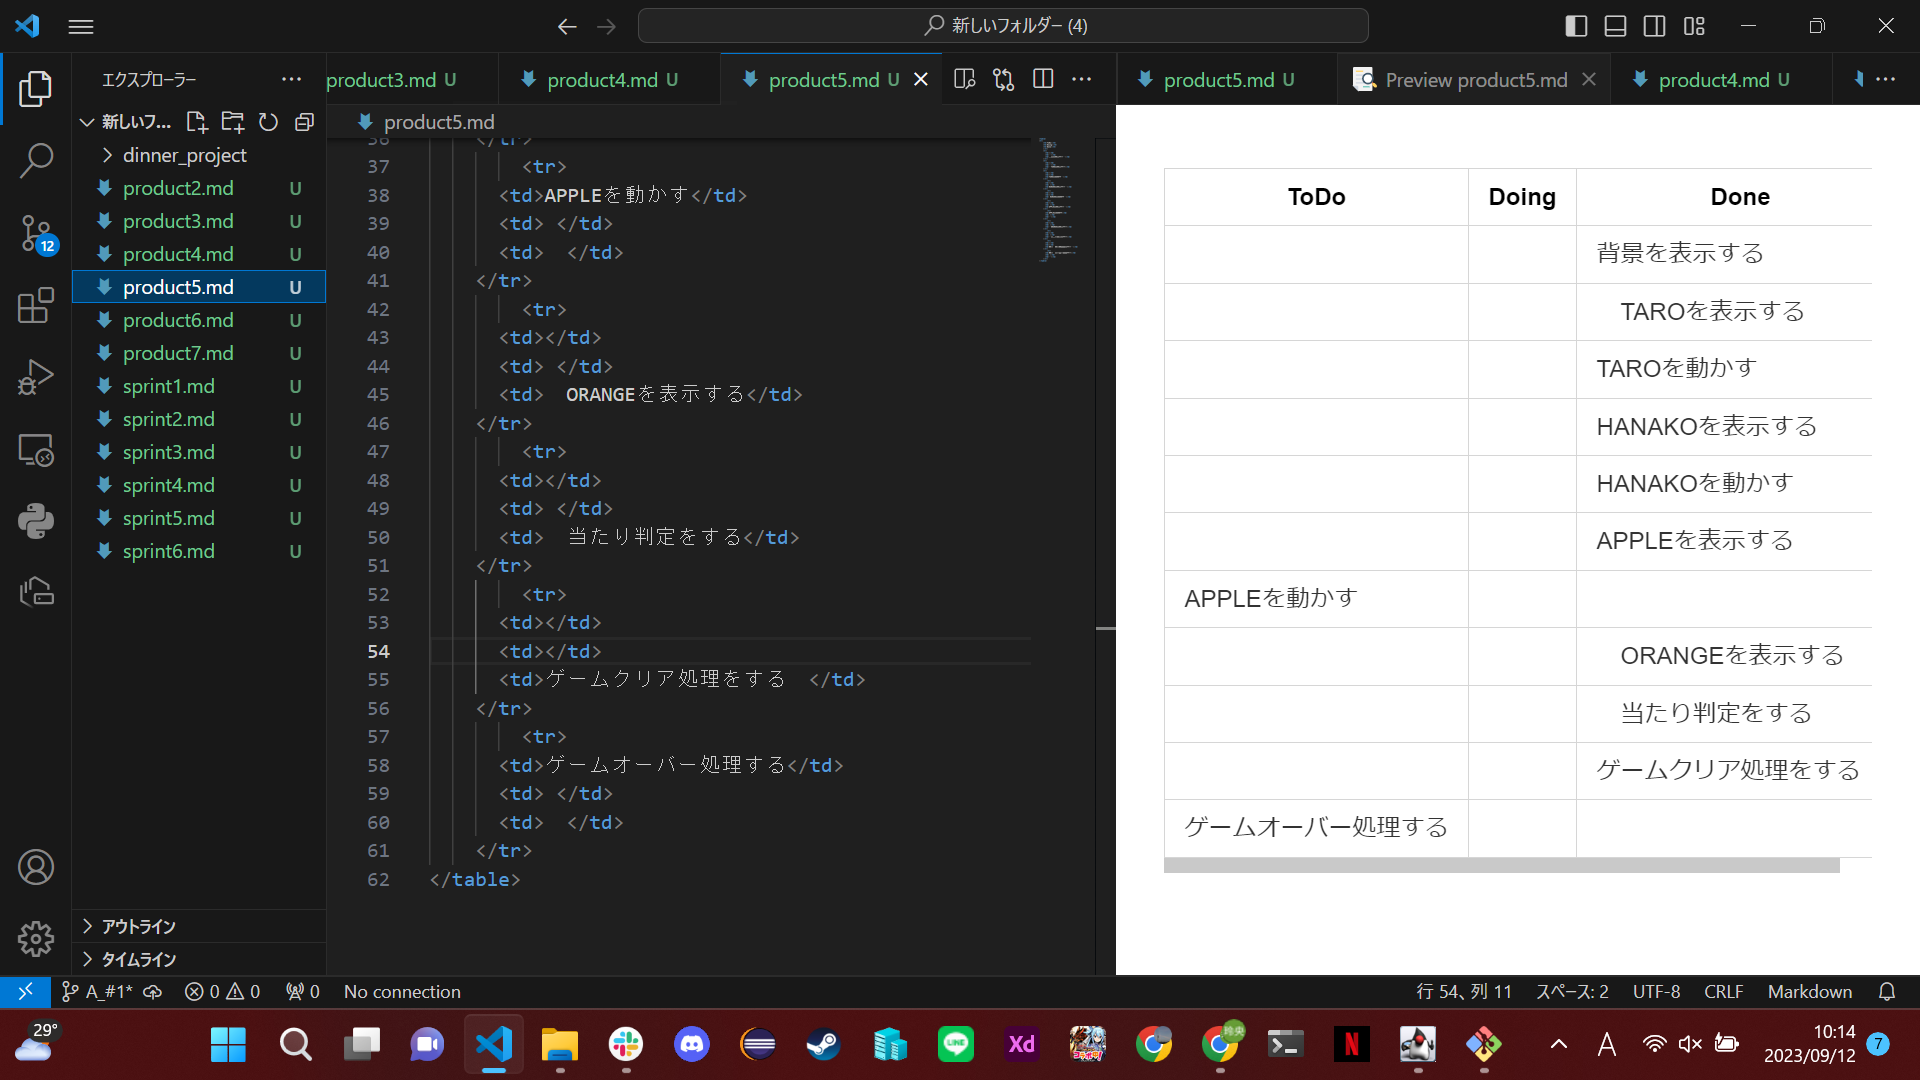 新しいフォルダー (4)
エクスプローラー
product3.md U
product4.md U
product5.md U
product5.md U
Preview product5.md
product4.md U
新しいフ...
product5.md
dinner_project
product2.md U
product3.md U
product4.md U
product5.md U
product6.md U
product7.md U
sprint1.md U
sprint2.md U
sprint3.md U
sprint4.md U
sprint5.md U
sprint6.md U
12
アウトライン
タイムライン
36 </tr>
37 <tr>
38 <td>APPLEを動かす</td>
39 <td> </td>
40 <td>  </td>
41 </tr>
42 <tr>
43 <td></td>
44 <td> </td>
45 <td>  ORANGEを表示する</td>
46 </tr>
47 <tr>
48 <td></td>
49 <td> </td>
50 <td>  当たり判定をする</td>
51 </tr>
52 <tr>
53 <td></td>
54 <td></td>
55 <td>ゲームクリア処理をする  </td>
56 </tr>
57 <tr>
58 <td>ゲームオーバー処理する</td>
59 <td> </td>
60 <td>  </td>
61 </tr>
62 </table>
ToDo Doing Done
背景を表示する
TAROを表示する
TAROを動かす
HANAKOを表示する
HANAKOを動かす
APPLEを表示する
APPLEを動かす
ORANGEを表示する
当たり判定をする
ゲームクリア処理をする
ゲームオーバー処理する
A_#1* 0 0 0 No connection
行 54、列 11 スペース: 2 UTF-8 CRLF Markdown
29°
LINE
Xd
N
A
10:14
2023/09/12
7